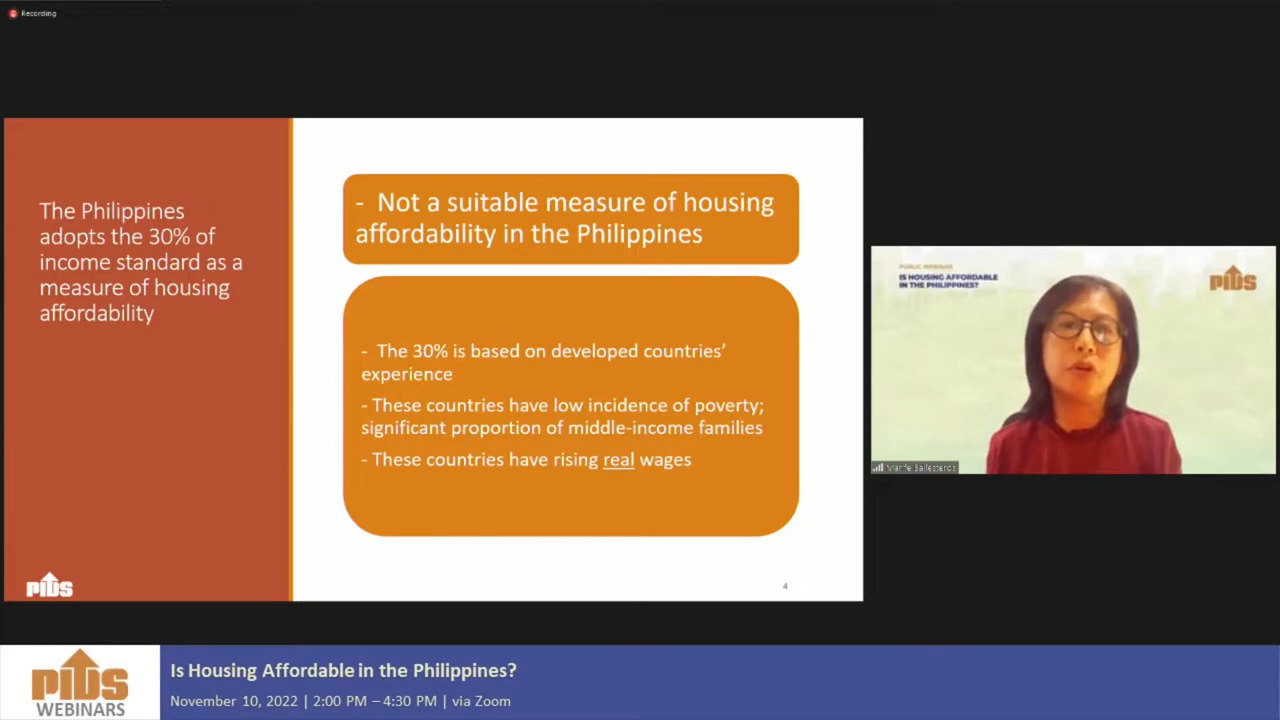 Recording
The Philippines
adopts the 30% of
income standard as a
measure of housing
affordability
PIDS
- Not a suitable measure of housing
affordability in the Philippines
- The 30% is based on developed countries’
experience
- These countries have low incidence of poverty;
significant proportion of middle-income families
- These countries have rising real wages
4
PUBLIC WEBINAR
IS HOUSING AFFORDABLE
IN THE PHILIPPINES?
PIDS
Marife Ballesteros
PIDS
WEBINARS
Is Housing Affordable in the Philippines?
November 10, 2022 | 2:00 PM – 4:30 PM | via Zoom